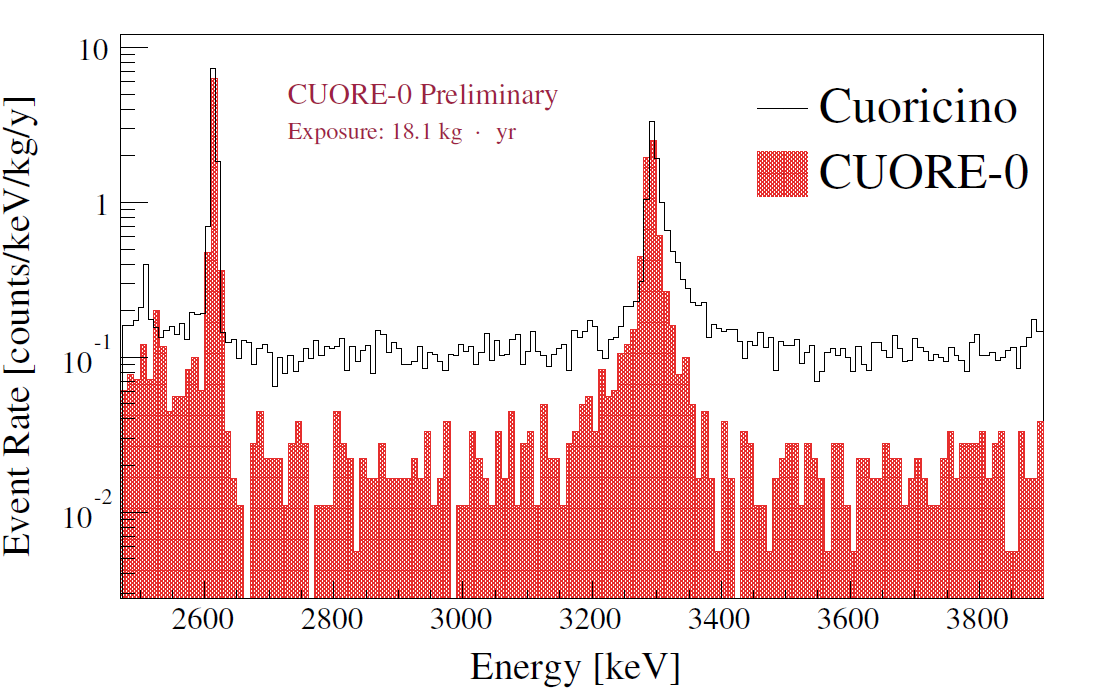 10
1
10⁻¹
10⁻²
Event Rate [counts/keV/kg/y]
CUORE-0 Preliminary
Exposure: 18.1 kg · yr
Cuoricino
CUORE-0
2600 2800 3000 3200 3400 3600 3800
Energy [keV]